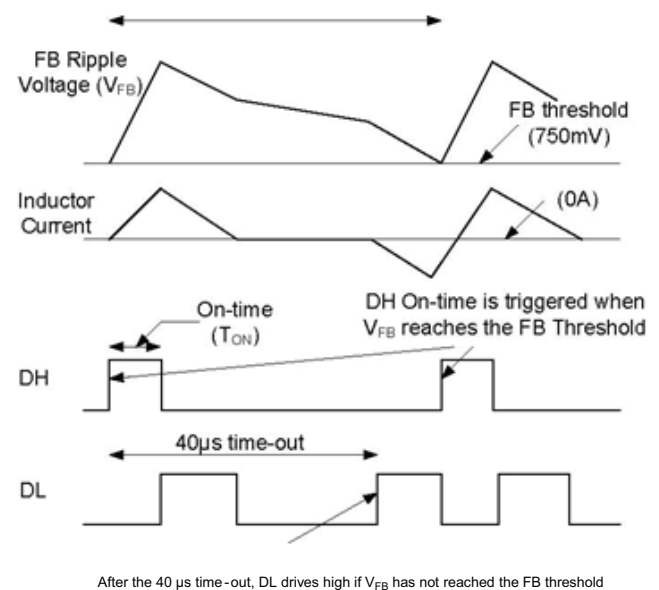 FB Ripple
Voltage (VFB)
FB threshold
(750mV)
Inductor
Current
(0A)
On-time
(TON)
DH On-time is triggered when
VFB reaches the FB Threshold
DH
40µs time-out
DL
After the 40 µs time-out, DL drives high if VFB has not reached the FB threshold